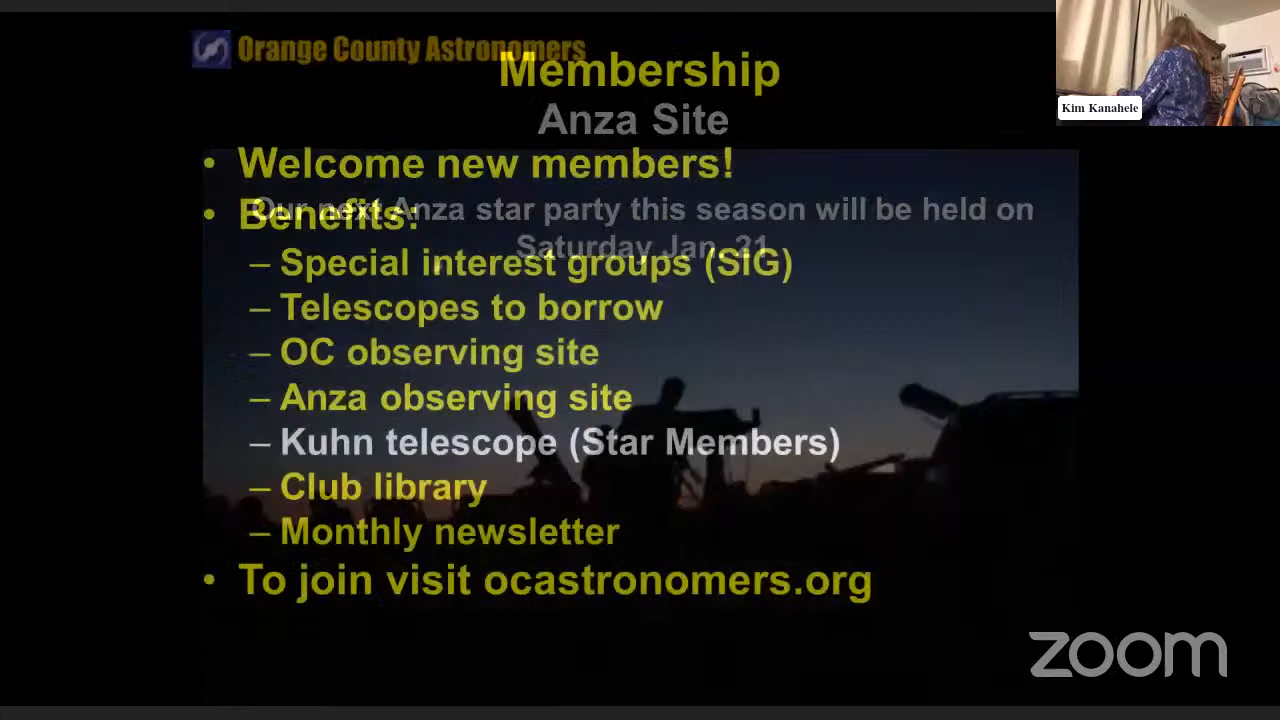 Orange County Astronomers
Membership
Anza Site
Kim Kanahele
• Welcome new members!
Our next Anza star party this season will be held on
• Benefits:
Saturday Jan. 21
– Special interest groups (SIG)
– Telescopes to borrow
– OC observing site
– Anza observing site
– Kuhn telescope (Star Members)
– Club library
– Monthly newsletter
• To join visit ocastronomers.org
zoom